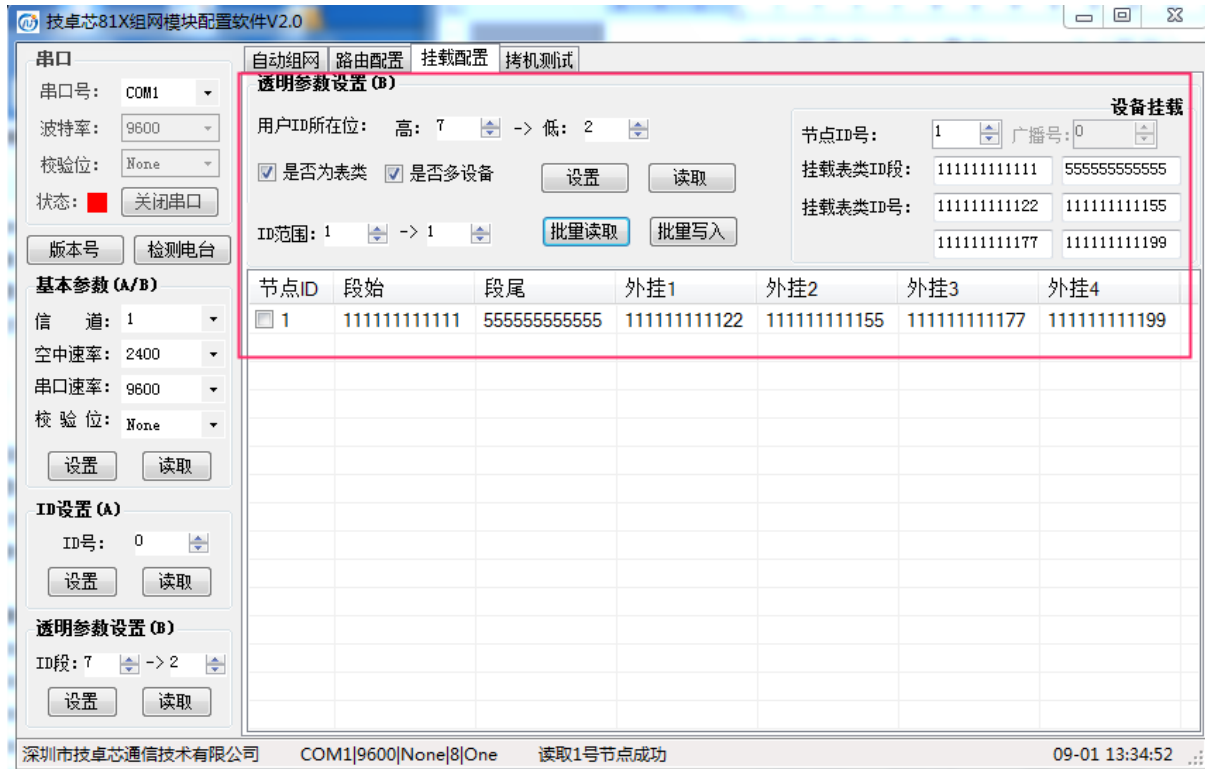 技卓芯81X组网模块配置软件V2.0
串口
串口号： COM1
波特率： 9600
校验位： None
状态： 关闭串口
版本号 检测电台
基本参数(A/B)
信 道： 1
空中速率： 2400
串口速率： 9600
校 验 位： None
设置 读取
ID设置(A)
ID号： 0
设置 读取
透明参数设置(B)
ID段： 7 -> 2
设置 读取
自动组网 路由配置 挂载配置 拷机测试
透明参数设置(B)
用户ID所在位： 高： 7 -> 低： 2
是否为表类 是否多设备 设置 读取
ID范围： 1 -> 1 批量读取 批量写入
设备挂载
节点ID号： 1 广播号： 0
挂载表类ID段： 111111111111 555555555555
挂载表类ID号： 111111111122 111111111155
111111111177 111111111199
节点ID 段始 段尾 外挂1 外挂2 外挂3 外挂4
1 111111111111 555555555555 111111111122 111111111155 111111111177 111111111199
深圳市技卓芯通信技术有限公司 COM1|9600|None|8|One 读取1号节点成功 09-01 13:34:52